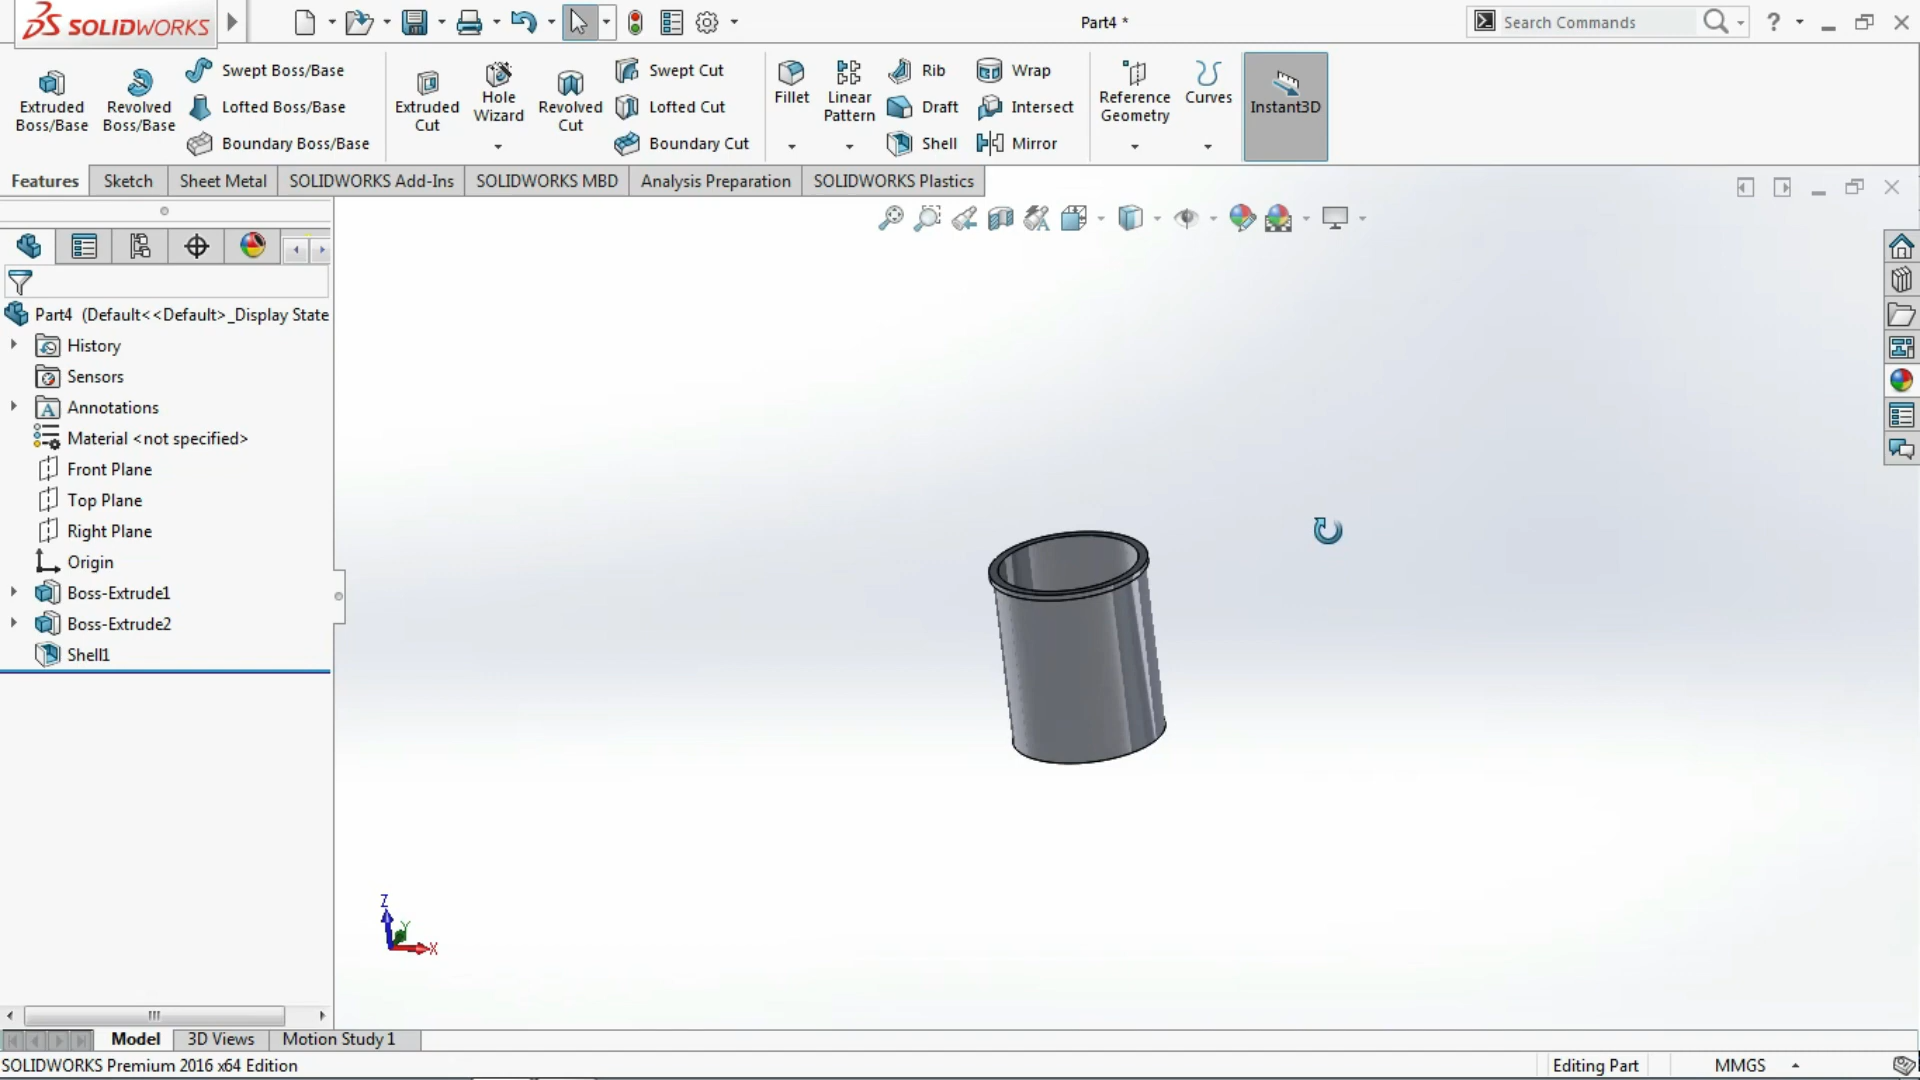 SOLIDWORKS
Part4 *
Search Commands
?
Extruded Boss/Base
Revolved Boss/Base
Swept Boss/Base
Lofted Boss/Base
Boundary Boss/Base
Extruded Cut
Hole Wizard
Revolved Cut
Swept Cut
Lofted Cut
Boundary Cut
Fillet
Linear Pattern
Rib
Draft
Shell
Wrap
Intersect
Mirror
Reference Geometry
Curves
Instant3D
Features
Sketch
Sheet Metal
SOLIDWORKS Add-Ins
SOLIDWORKS MBD
Analysis Preparation
SOLIDWORKS Plastics
Part4 (Default<<Default>_Display State
History
Sensors
Annotations
Material <not specified>
Front Plane
Top Plane
Right Plane
Origin
Boss-Extrude1
Boss-Extrude2
Shell1
Z
Y
X
Model
3D Views
Motion Study 1
SOLIDWORKS Premium 2016 x64 Edition
Editing Part
MMGS